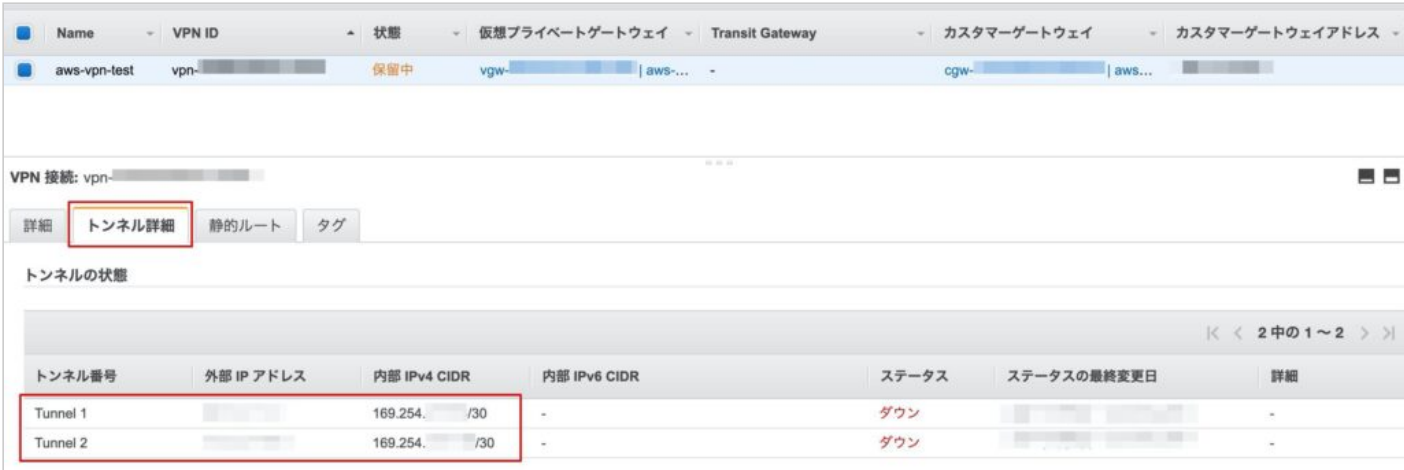 Name VPN ID 状態 仮想プライベートゲートウェイ Transit Gateway カスタマーゲートウェイ カスタマーゲートウェイアドレス
aws-vpn-test vpn- 保留中 vgw- | aws-... - cgw- | aws...
VPN 接続: vpn-
詳細 トンネル詳細 静的ルート タグ
トンネルの状態
2 中の 1 ~ 2
トンネル番号 外部 IP アドレス 内部 IPv4 CIDR 内部 IPv6 CIDR ステータス ステータスの最終変更日 詳細
Tunnel 1 169.254. /30 - ダウン -
Tunnel 2 169.254. /30 - ダウン -